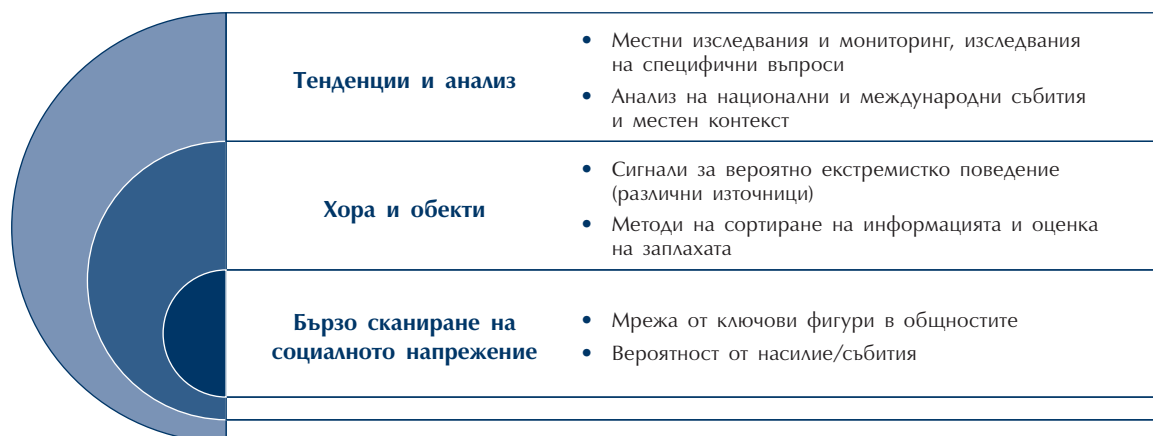 Тенденции и анализ
• Местни изследвания и мониторинг, изследвания
на специфични въпроси
• Анализ на национални и международни събития
и местен контекст
Хора и обекти
• Сигнали за вероятно екстремистко поведение
(различни източници)
• Методи на сортиране на информацията и оценка
на заплахата
Бързо сканиране на
социалното напрежение
• Мрежа от ключови фигури в общностите
• Вероятност от насилие/събития